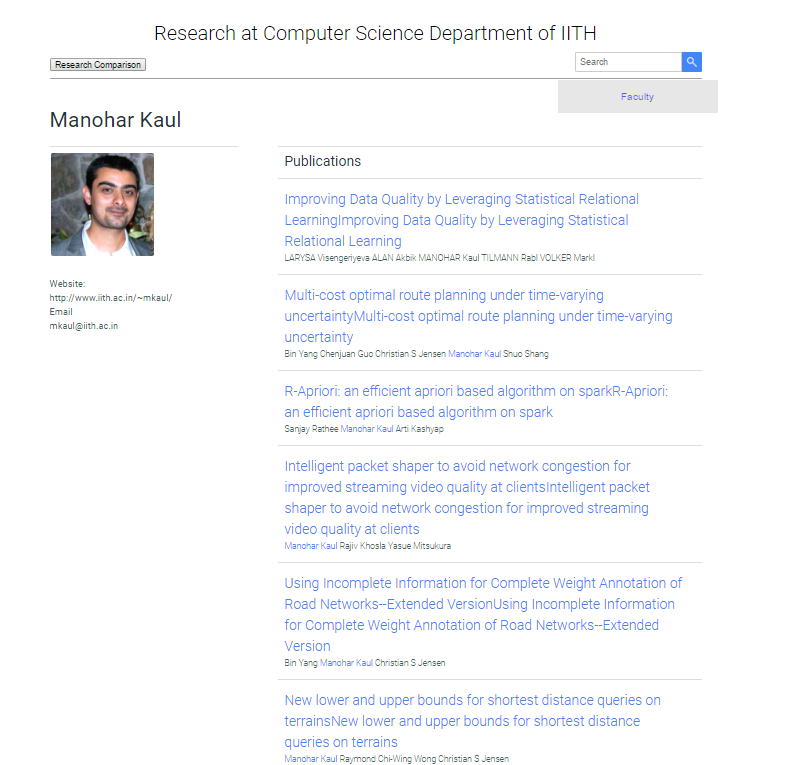 Research at Computer Science Department of IITH
Research Comparison
Search
Faculty
Manohar Kaul
Website:
http://www.iith.ac.in/~mkaul/
Email
mkaul@iith.ac.in
Publications
Improving Data Quality by Leveraging Statistical Relational
LearningImproving Data Quality by Leveraging Statistical
Relational Learning
LARYSA Visengeriyeva ALAN Akbik MANOHAR Kaul TILMANN Rabl VOLKER Markl
Multi-cost optimal route planning under time-varying
uncertaintyMulti-cost optimal route planning under time-varying
uncertainty
Bin Yang Chenjuan Guo Christian S Jensen Manohar Kaul Shuo Shang
R-Apriori: an efficient apriori based algorithm on sparkR-Apriori:
an efficient apriori based algorithm on spark
Sanjay Rathee Manohar Kaul Arti Kashyap
Intelligent packet shaper to avoid network congestion for
improved streaming video quality at clientsIntelligent packet
shaper to avoid network congestion for improved streaming
video quality at clients
Manohar Kaul Rajiv Khosla Yasue Mitsukura
Using Incomplete Information for Complete Weight Annotation of
Road Networks--Extended VersionUsing Incomplete Information
for Complete Weight Annotation of Road Networks--Extended
Version
Bin Yang Manohar Kaul Christian S Jensen
New lower and upper bounds for shortest distance queries on
terrainsNew lower and upper bounds for shortest distance
queries on terrains
Manohar Kaul Raymond Chi-Wing Wong Christian S Jensen